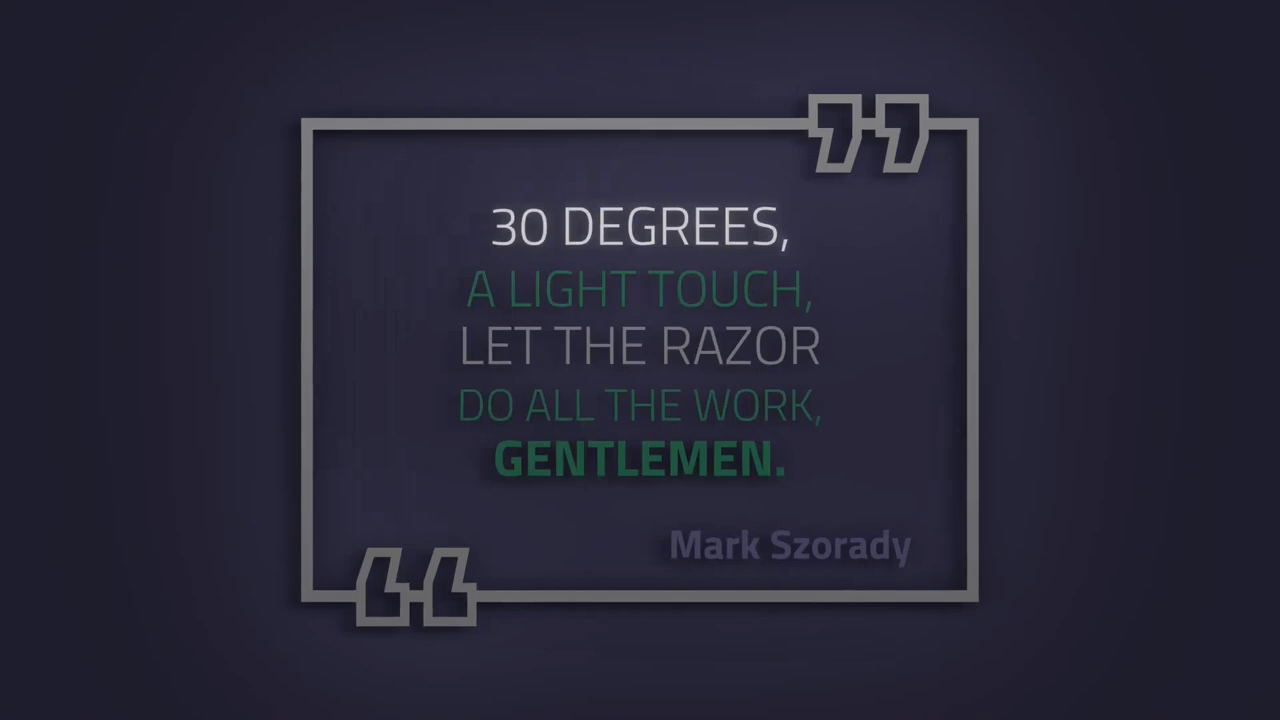 30 DEGREES,
A LIGHT TOUCH,
LET THE RAZOR
DO ALL THE WORK,
GENTLEMEN.
Mark Szorady